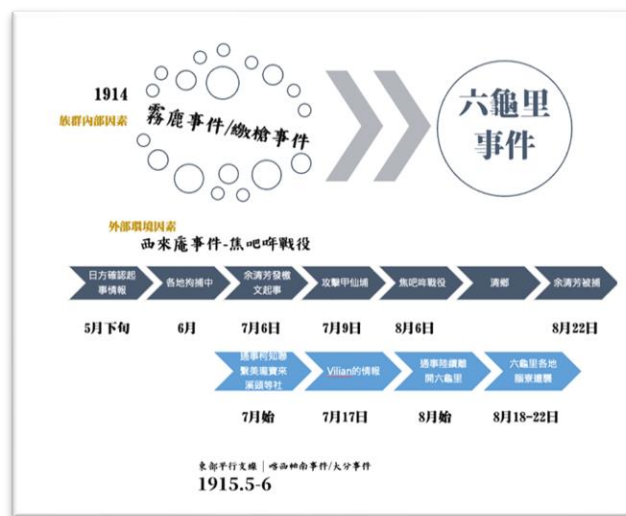 1914
族群內部因素
霧鹿事件/繳槍事件
六龜里
事件
外部環境因素
西來庵事件-焦吧哖戰役
日方確認起
事情報
各地拘捕中
余清芳發檄
文起事
攻擊甲仙埔
焦吧哖戰役
清鄉
余清芳被捕
5月下旬
6月
7月6日
7月9日
8月6日
8月22日
通事柯知聯
繫美壠寶來
溪頭等社
Vilian的情報
通事陸續離
開六龜里
六龜里各地
腦寮遭襲
7月始
7月17日
8月始
8月18-22日
東部平行支線 | 喀西帕南事件/大分事件
1915.5-6